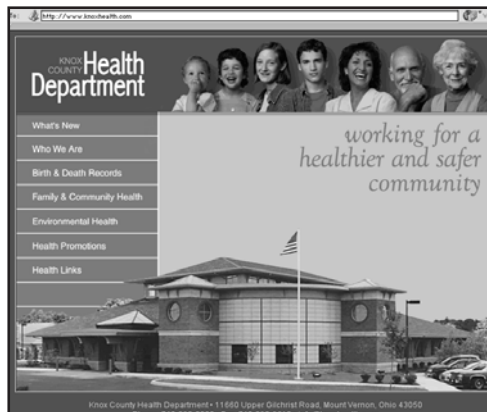 http://www.knoxhealth.com
KNOX
COUNTY Health
Department
What's New
Who We Are
Birth & Death Records
Family & Community Health
Environmental Health
Health Promotions
Health Links
working for a
healthier and safer
community
Knox County Health Department • 11660 Upper Gilchrist Road, Mount Vernon, Ohio 43050